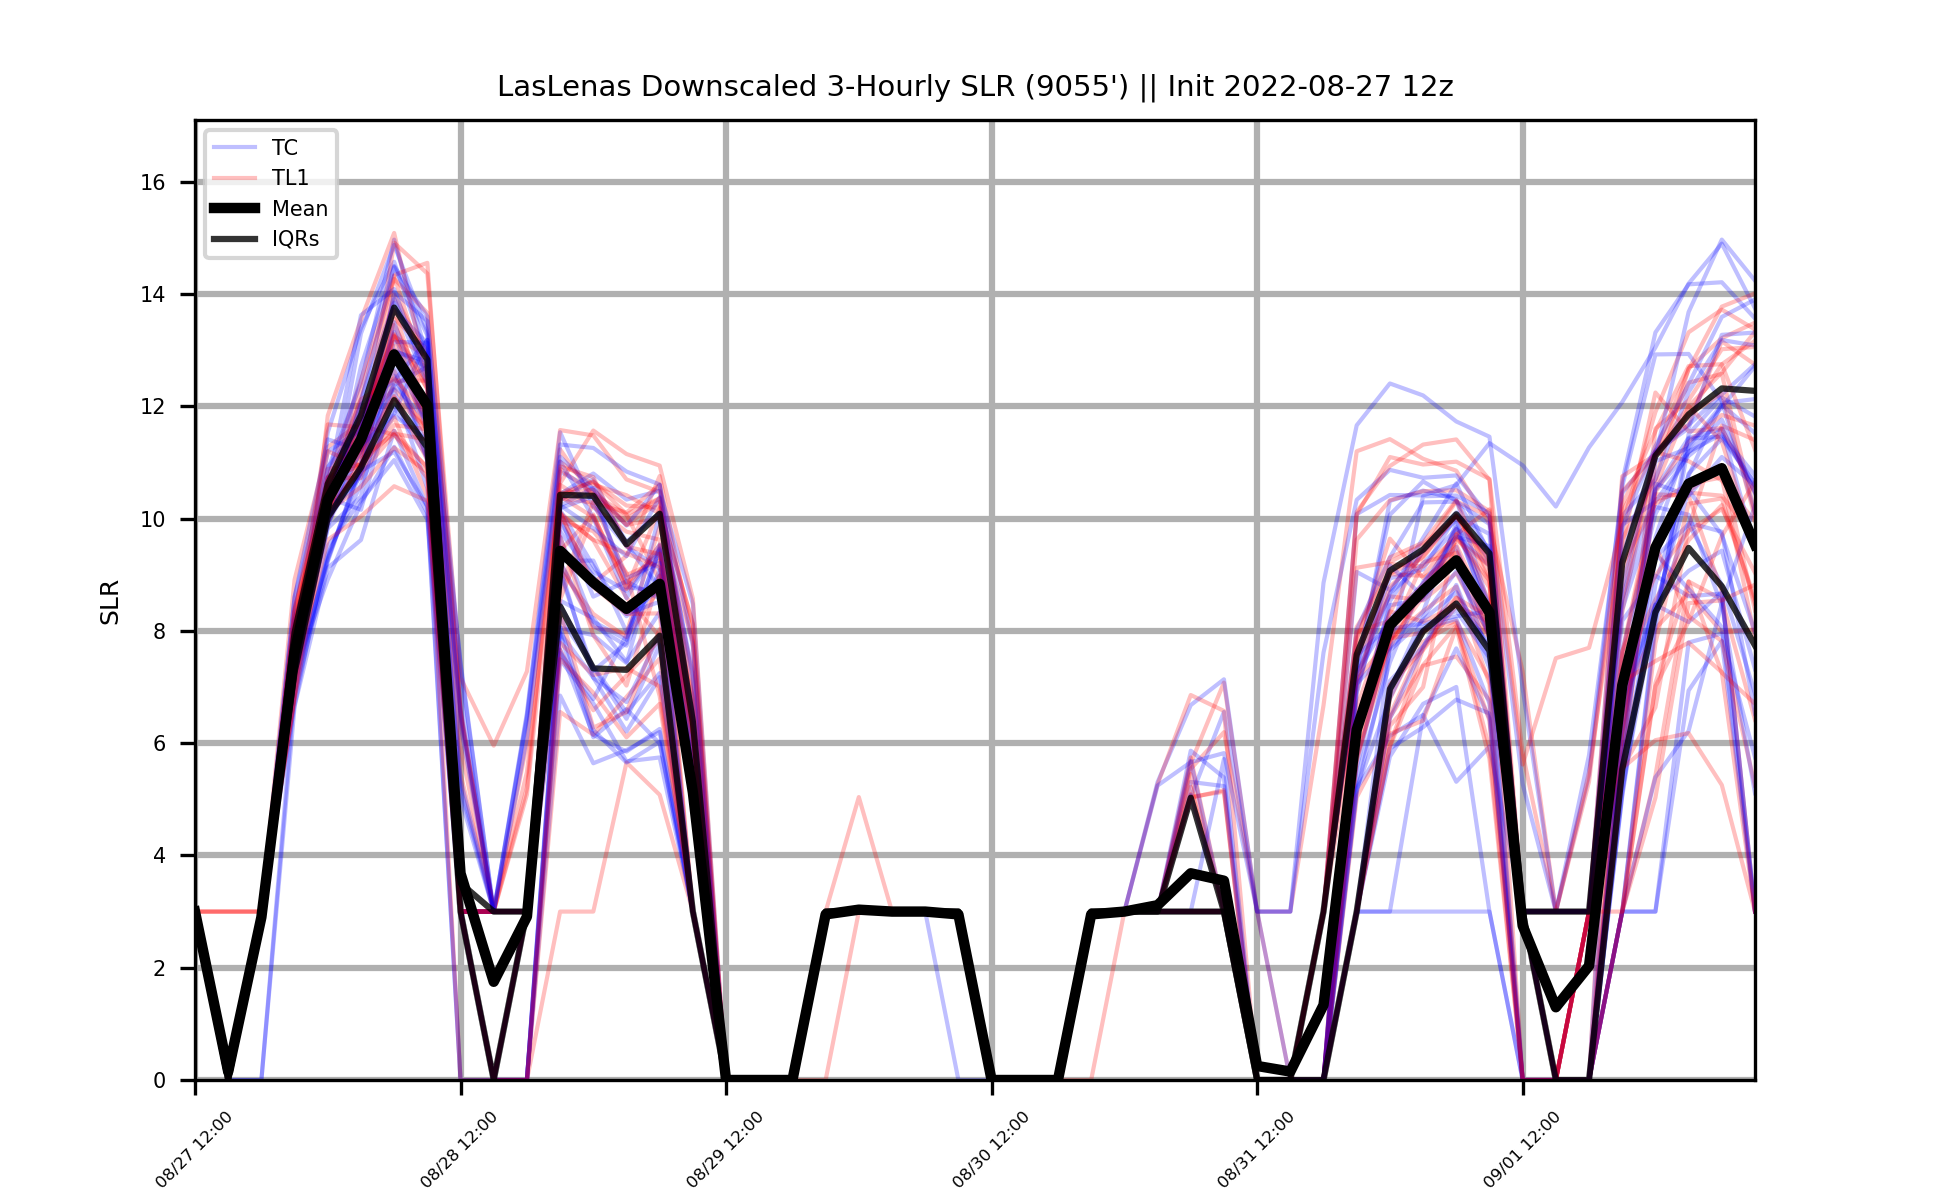 LasLenas Downscaled 3-Hourly SLR (9055') || Init 2022-08-27 12z
TC
TL1
Mean
IQRs
SLR
16
14
12
10
8
6
4
2
0
08/27 12:00
08/28 12:00
08/29 12:00
08/30 12:00
08/31 12:00
09/01 12:00